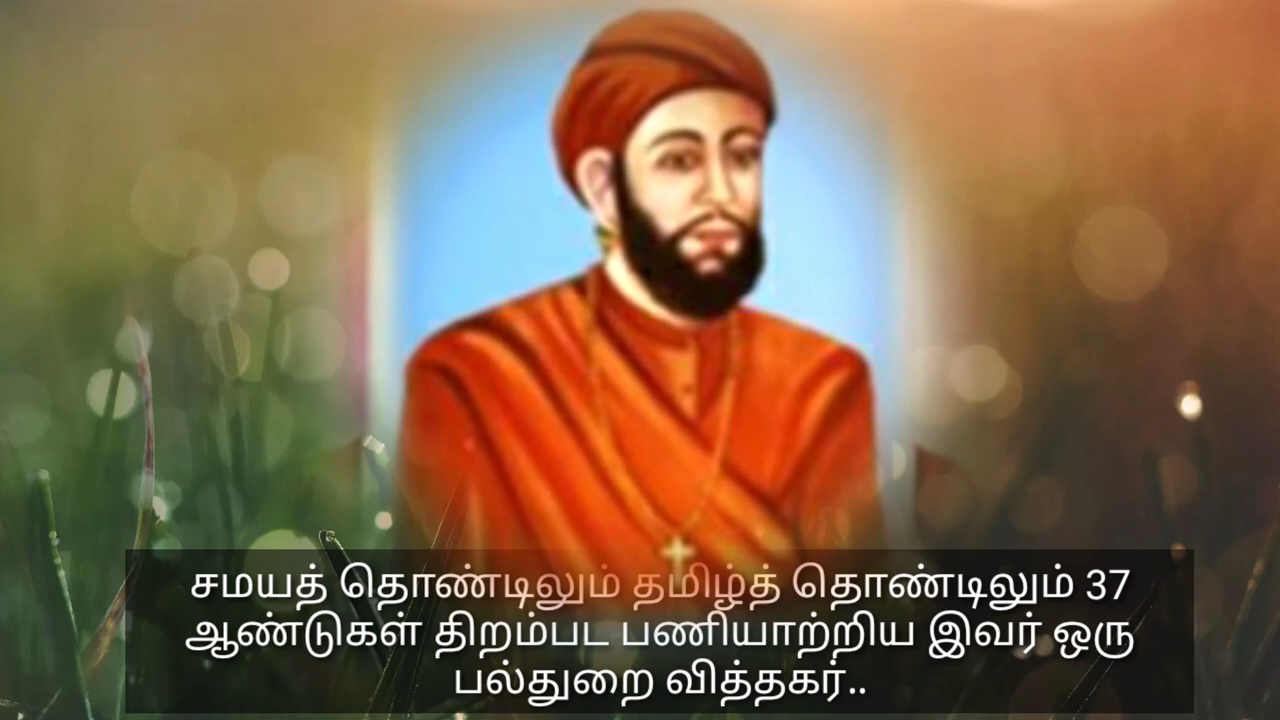 சமயத் தொண்டிலும் தமிழ்த் தொண்டிலும் 37
ஆண்டுகள் திறம்பட பணியாற்றிய இவர் ஒரு
பல்துறை வித்தகர்..